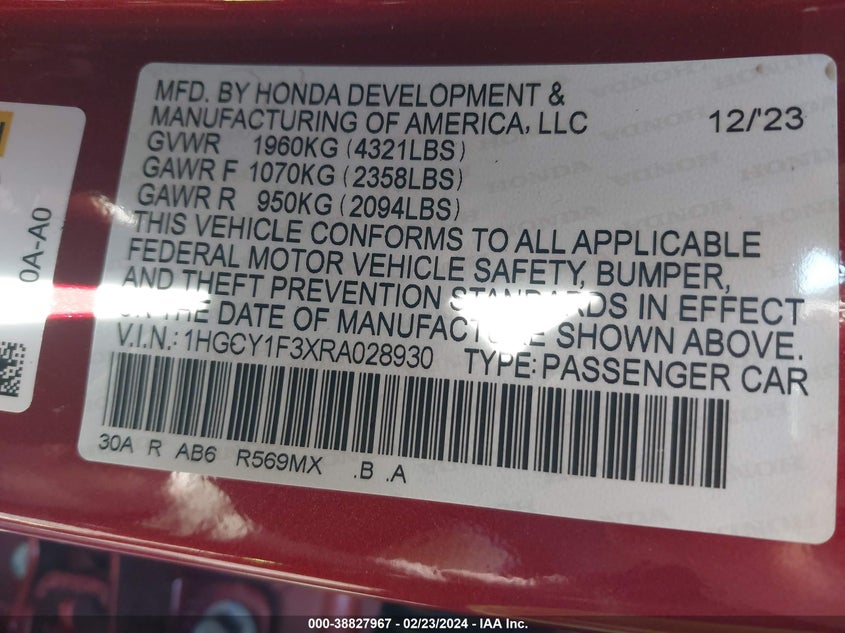 MFD. BY HONDA DEVELOPMENT &
MANUFACTURING OF AMERICA, LLC 12/'23
GVWR 1960KG (4321LBS)
GAWR F 1070KG (2358LBS)
GAWR R 950KG (2094LBS)
THIS VEHICLE CONFORMS TO ALL APPLICABLE
FEDERAL MOTOR VEHICLE SAFETY, BUMPER,
AND THEFT PREVENTION STANDARDS IN EFFECT
ON THE DATE OF MANUFACTURE SHOWN ABOVE.
V.I.N.: 1HGCY1F3XRA028930 TYPE: PASSENGER CAR
30A R AB6 R569MX .B .A
0A-A0
HONDA
000-38827967 - 02/23/2024 - IAA Inc.